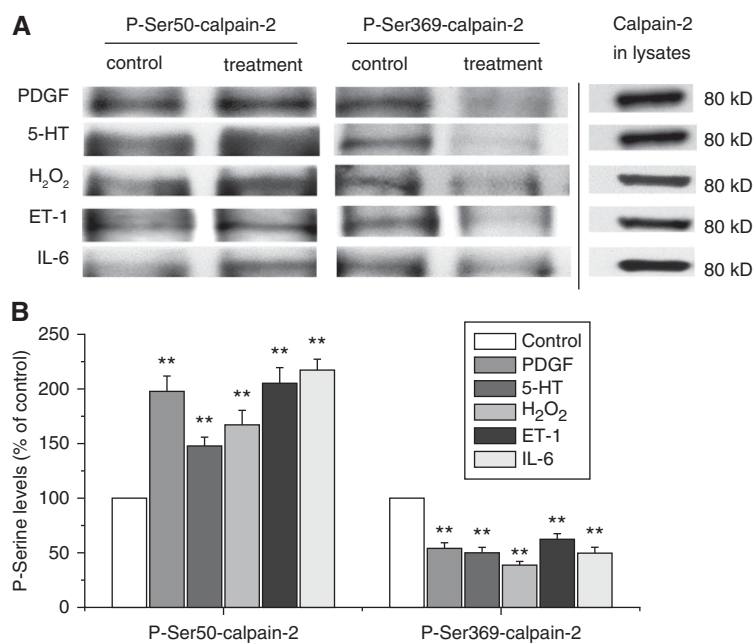 A
P-Ser50-calpain-2 P-Ser369-calpain-2 Calpain-2
in lysates
control treatment control treatment
PDGF 80 kD
5-HT 80 kD
H₂O₂ 80 kD
ET-1 80 kD
IL-6 80 kD
B
P-Serine levels (% of control)
250
200
150
100
50
0
** ** ** ** **
** ** ** ** **
Control
PDGF
5-HT
H₂O₂
ET-1
IL-6
P-Ser50-calpain-2 P-Ser369-calpain-2